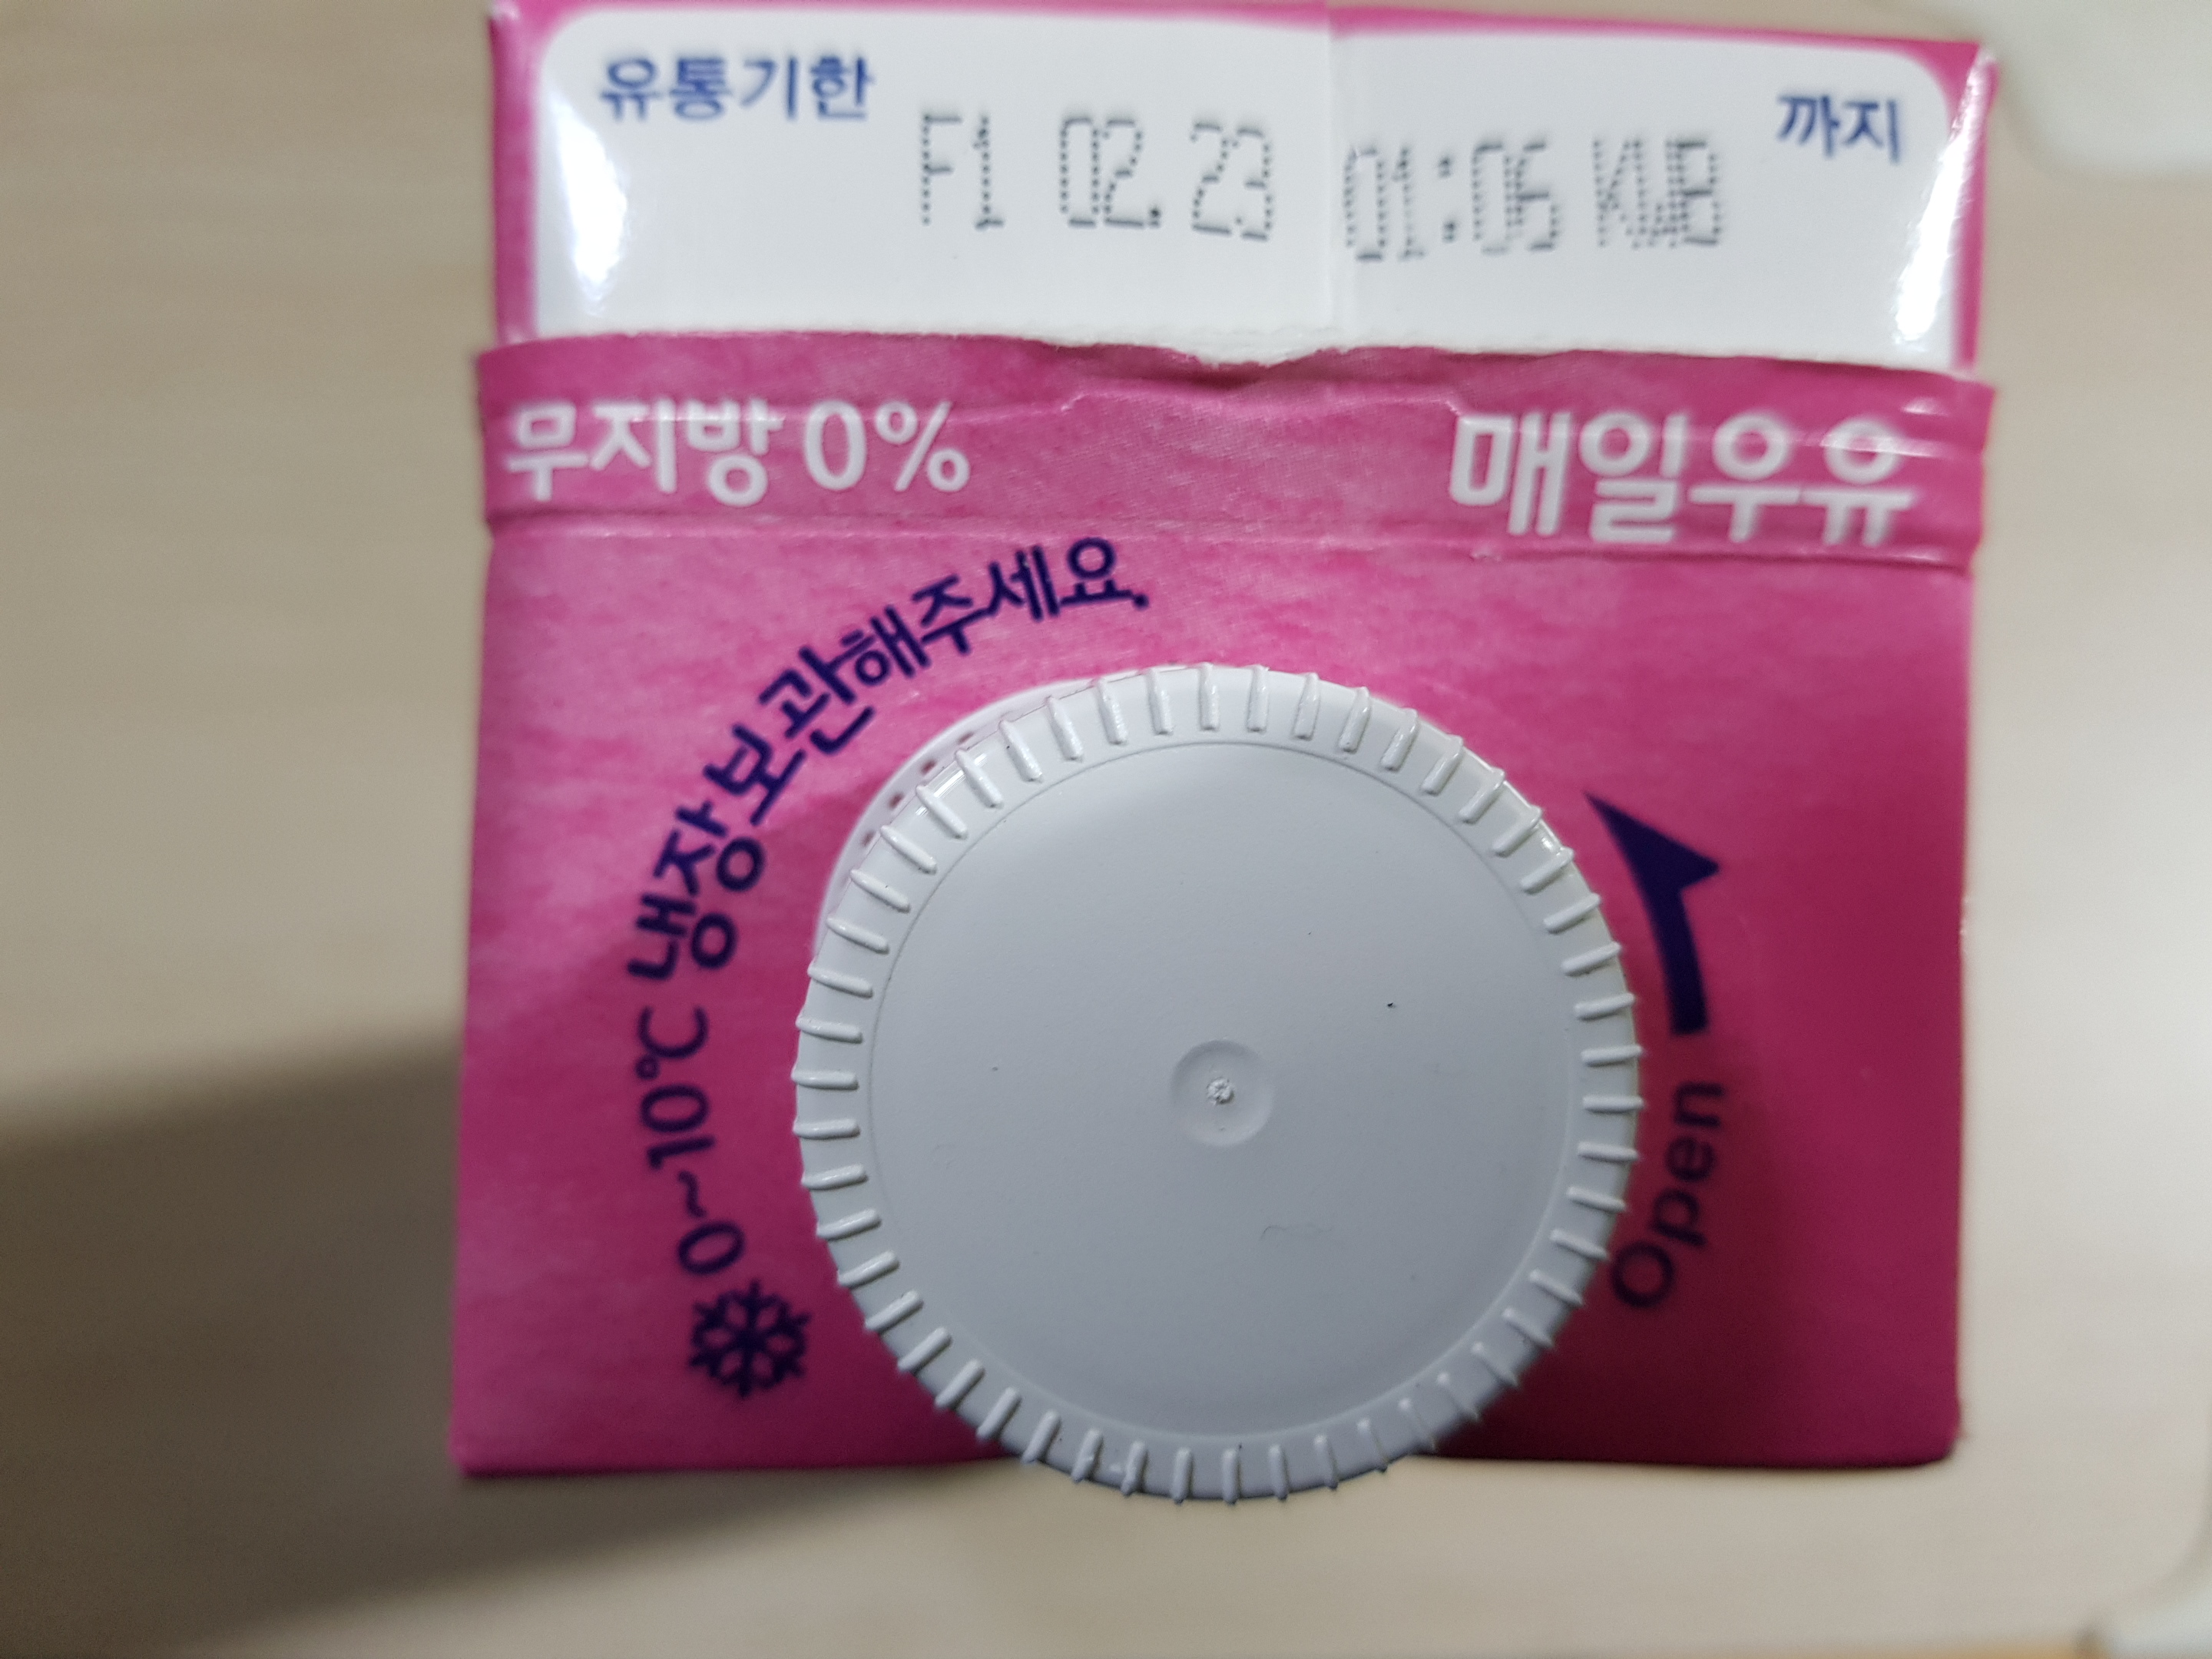 유통기한 F1 02.23 01:06 KWB 까지
무지방 0% 매일우유
0~10℃ 냉장보관해주세요.
Open